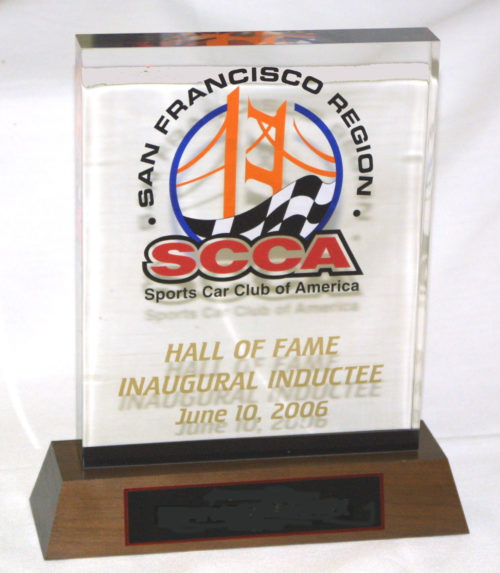 • SAN FRANCISCO REGION •
SCCA
Sports Car Club of America
HALL OF FAME
INAUGURAL INDUCTEE
June 10, 2006